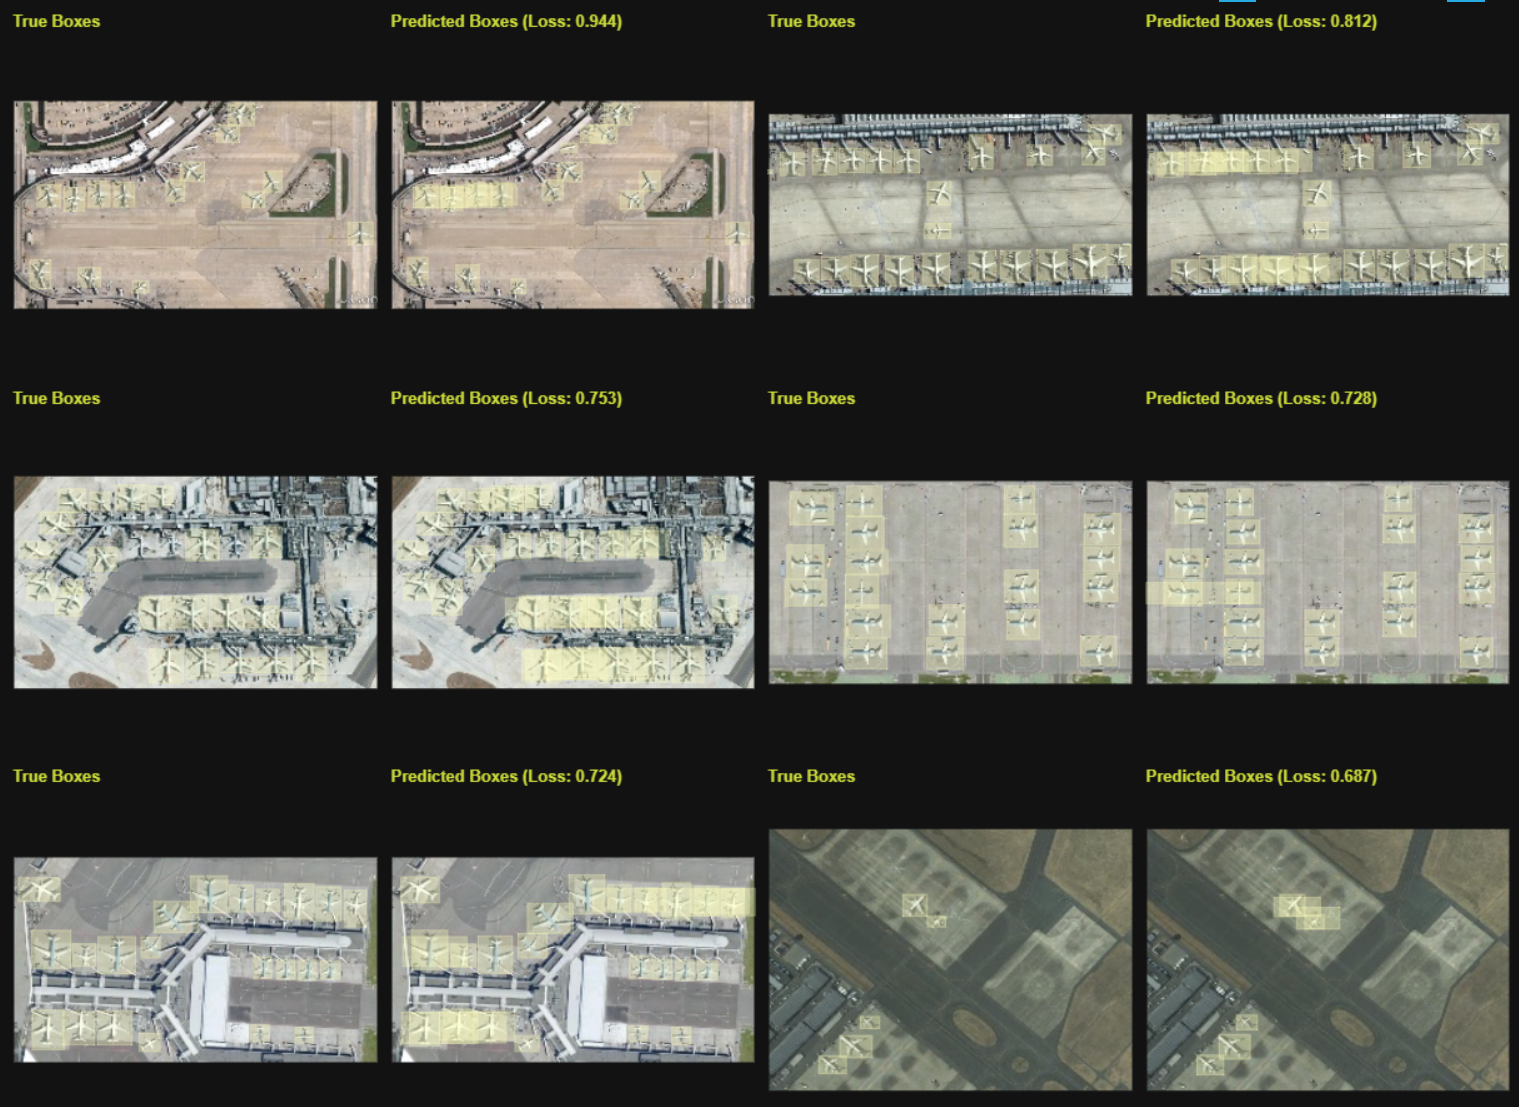 True Boxes
Predicted Boxes (Loss: 0.944)
True Boxes
Predicted Boxes (Loss: 0.812)
True Boxes
Predicted Boxes (Loss: 0.753)
True Boxes
Predicted Boxes (Loss: 0.728)
True Boxes
Predicted Boxes (Loss: 0.724)
True Boxes
Predicted Boxes (Loss: 0.687)